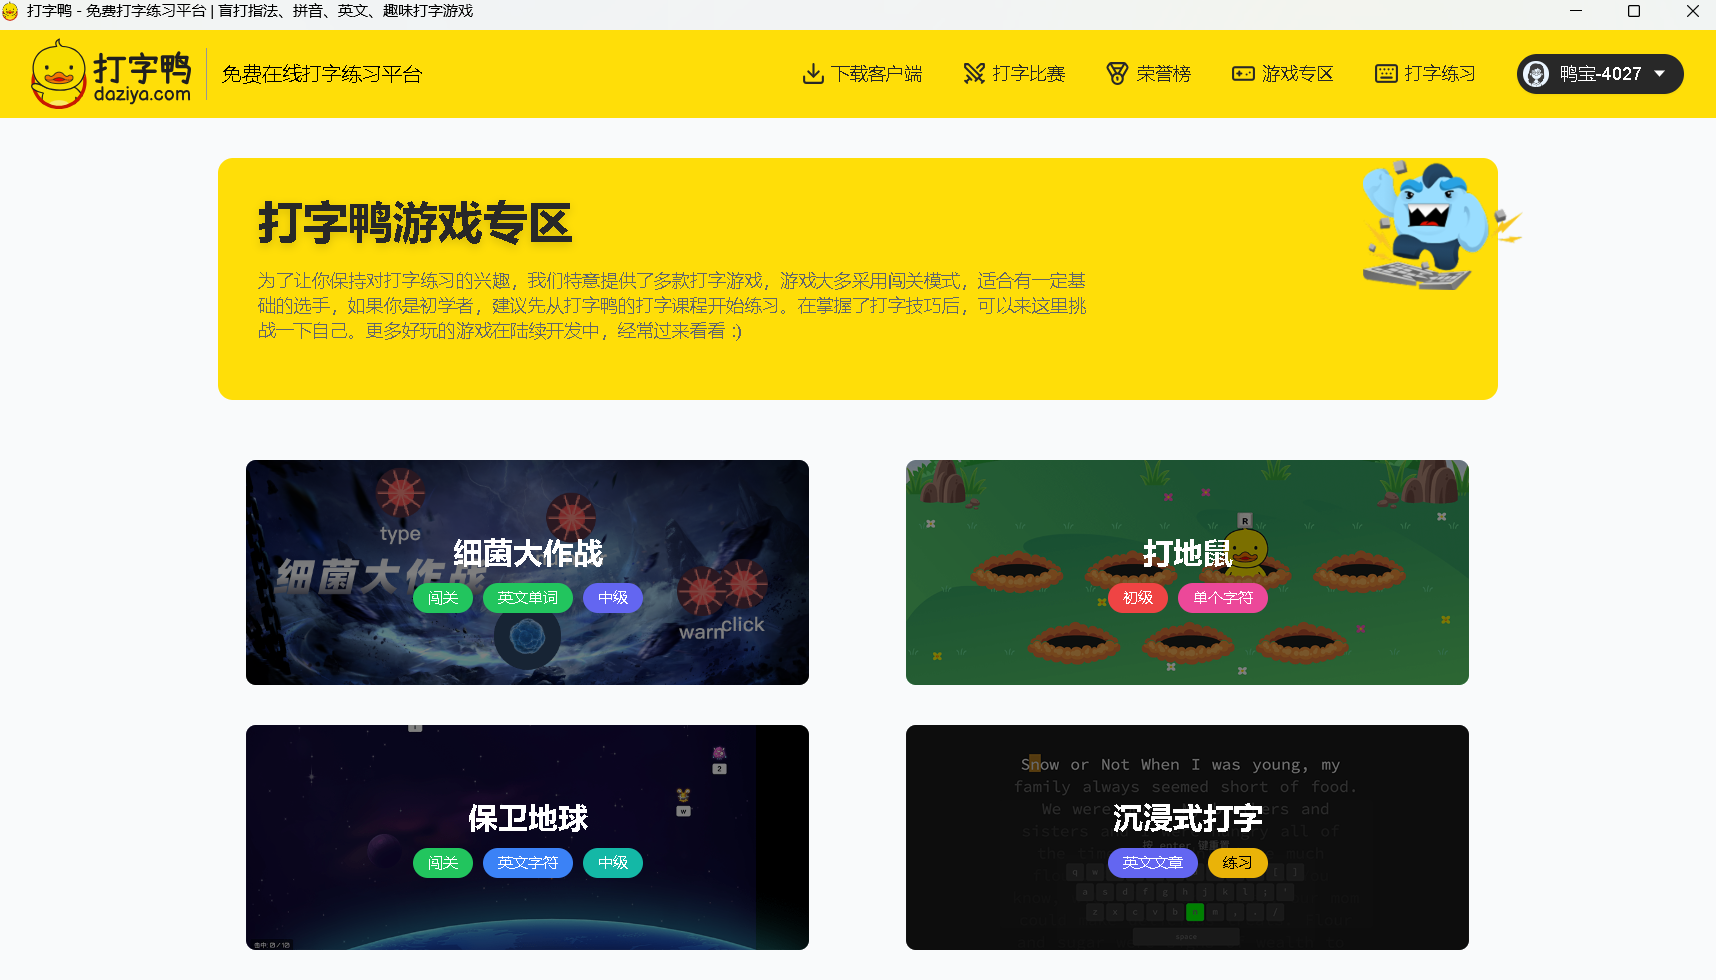 打字鸭 - 免费打字练习平台 | 盲打指法、拼音、英文、趣味打字游戏
打字鸭
daziya.com
免费在线打字练习平台
下载客户端
打字比赛
荣誉榜
游戏专区
打字练习
鸭宝-4027
打字鸭游戏专区
为了让你保持对打字练习的兴趣，我们特意提供了多款打字游戏，游戏大多采用闯关模式，适合有一定基
础的选手，如果你是初学者，建议先从打字鸭的打字课程开始练习。在掌握了打字技巧后，可以来这里挑
战一下自己。更多好玩的游戏在陆续开发中，经常过来看看 :)
type
细菌大作战
细菌大作战
闯关
英文单词
中级
warn
click
R
打地鼠
初级
单个字符
2
w
保卫地球
闯关
英文字符
中级
Snow or Not When I was young, my
family always seemed short of food.
We were
and
沉浸式打字
sisters
all of
按 enter 键重置
the
much
英文文章
练习
q w [ ]
a s d f g h j k l ; '
z x c v b n m , . /
space